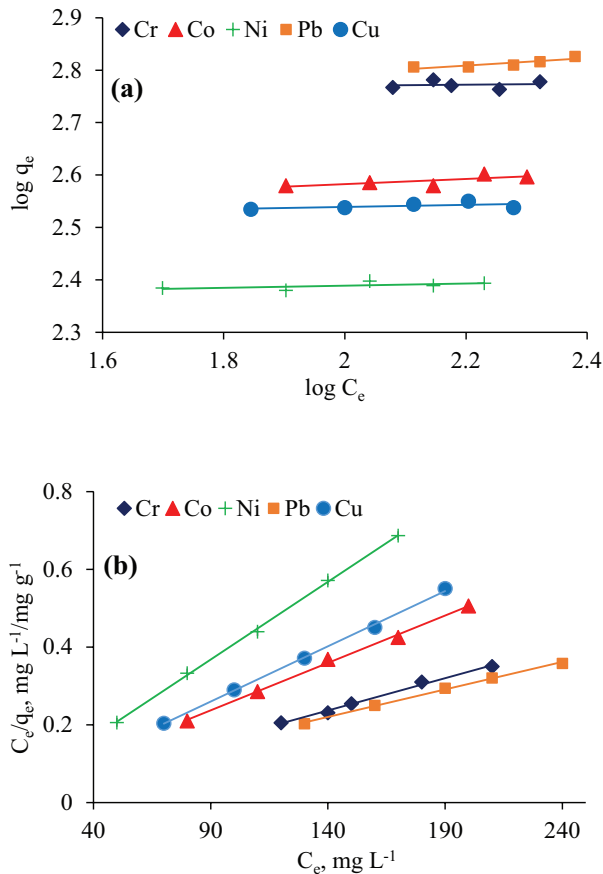 Cr Co Ni Pb Cu
2.9
2.8
2.7
2.6
2.5
2.4
2.3
(a)
log qe
1.6 1.8 2 2.2 2.4
log Ce
Cr Co Ni Pb Cu
0.8
0.6
0.4
0.2
0
(b)
Ce/qe, mg L-1/mg g-1
40 90 140 190 240
Ce, mg L-1